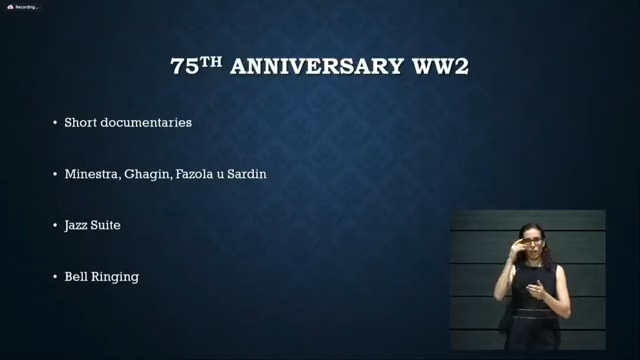 Recording...
75TH ANNIVERSARY WW2
• Short documentaries
• Minestra, Ghagin, Fazola u Sardin
• Jazz Suite
• Bell Ringing